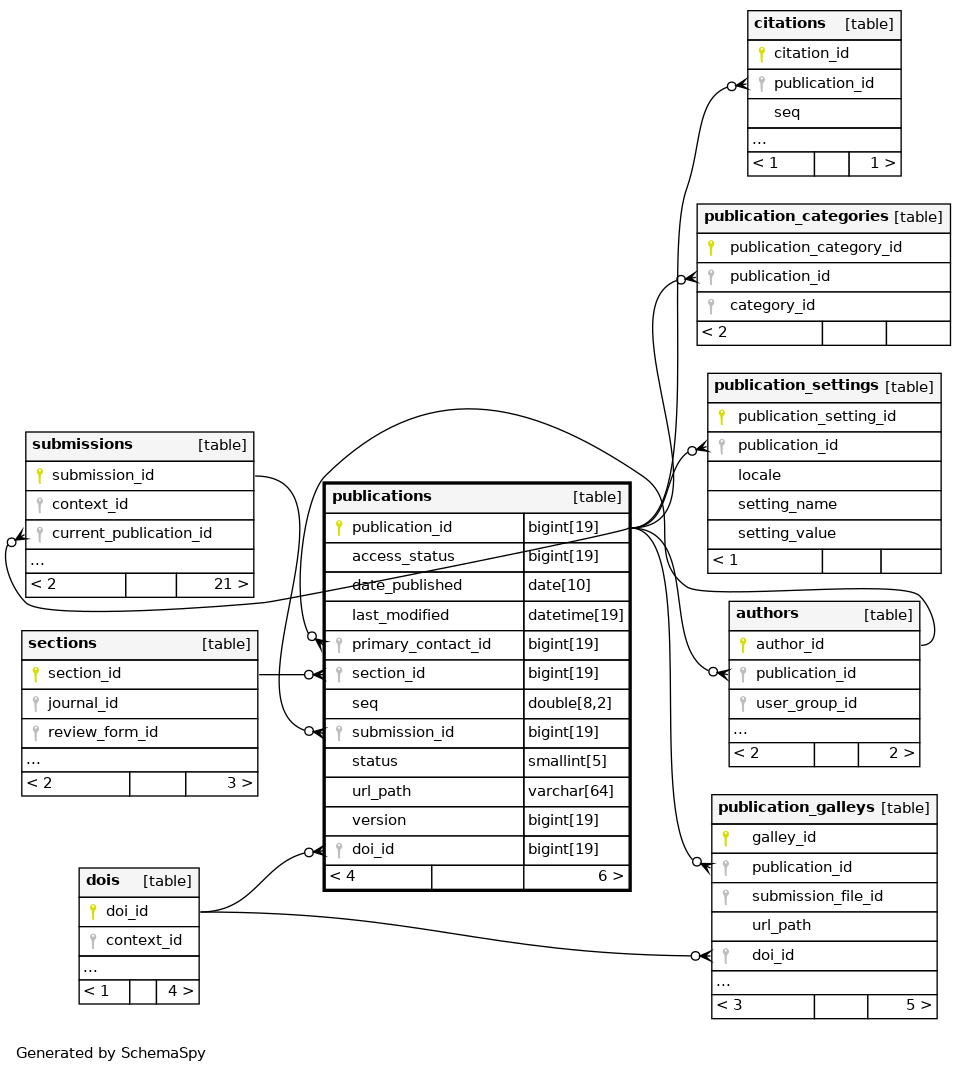 citations [table]
citation_id
publication_id
seq
...
< 1 1 >
publication_categories [table]
publication_category_id
publication_id
category_id
< 2
publication_settings [table]
publication_setting_id
publication_id
locale
setting_name
setting_value
< 1
submissions [table]
submission_id
context_id
current_publication_id
...
< 2 21 >
publications [table]
publication_id bigint[19]
access_status bigint[19]
date_published date[10]
last_modified datetime[19]
primary_contact_id bigint[19]
section_id bigint[19]
seq double[8,2]
submission_id bigint[19]
status smallint[5]
url_path varchar[64]
version bigint[19]
doi_id bigint[19]
< 4 6 >
authors [table]
author_id
publication_id
user_group_id
...
< 2 2 >
sections [table]
section_id
journal_id
review_form_id
...
< 2 3 >
publication_galleys [table]
galley_id
publication_id
submission_file_id
url_path
doi_id
...
< 3 5 >
dois [table]
doi_id
context_id
...
< 1 4 >
Generated by SchemaSpy